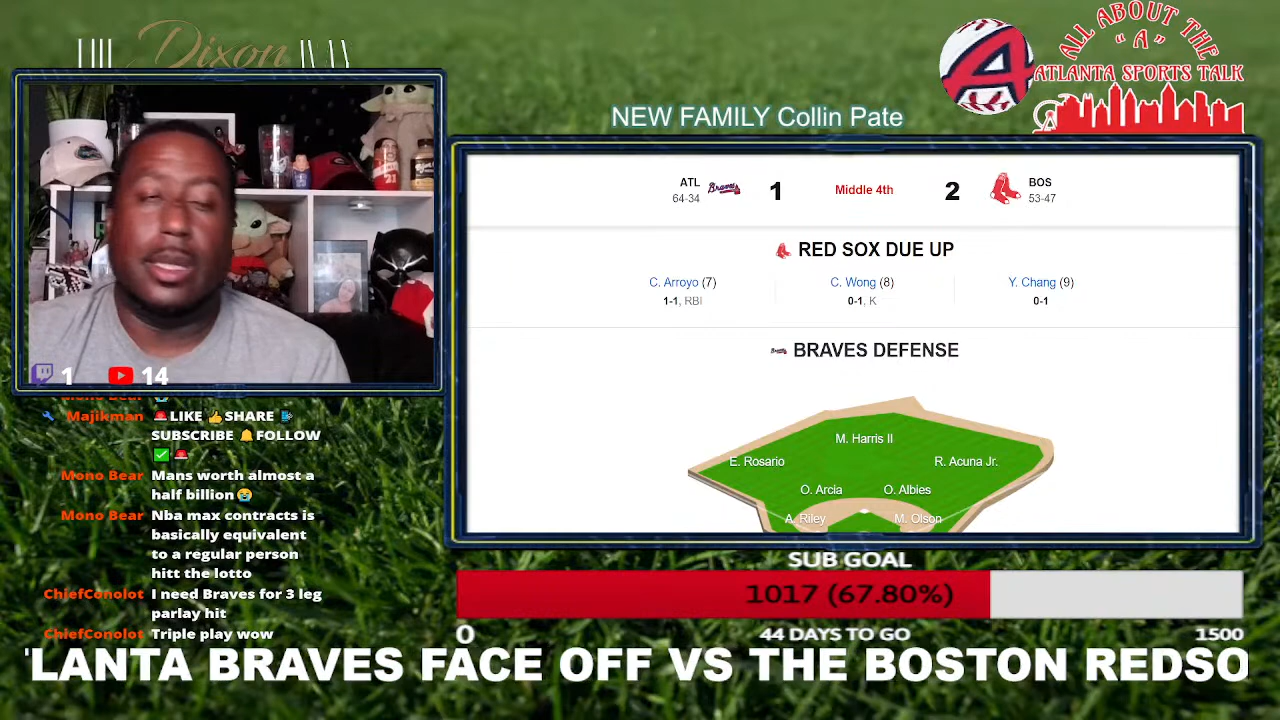 Dixon
ALL ABOUT THE
"A"
ATLANTA SPORTS TALK
NEW FAMILY Collin Pate
ATL
64-34
Braves
1
Middle 4th
2
BOS
53-47
RED SOX DUE UP
C. Arroyo (7)
C. Wong (8)
Y. Chang (9)
1-1, RBI
0-1, K
0-1
BRAVES DEFENSE
M. Harris II
E. Rosario
R. Acuna Jr.
O. Arcia
O. Albies
A. Riley
M. Olson
1
14
Mono Bear
Majikman 🚨LIKE 👍SHARE
SUBSCRIBE 🔔FOLLOW
✅🚨
Mono Bear Mans worth almost a
half billion😭
Mono Bear Nba max contracts is
basically equivalent
to a regular person
hitt the lotto
ChiefConolot I need Braves for 3 leg
parlay hit
ChiefConolot Triple play wow
SUB GOAL
1017 (67.80%)
0
44 DAYS TO GO
1500
'LANTA BRAVES FACE OFF VS THE BOSTON REDSO